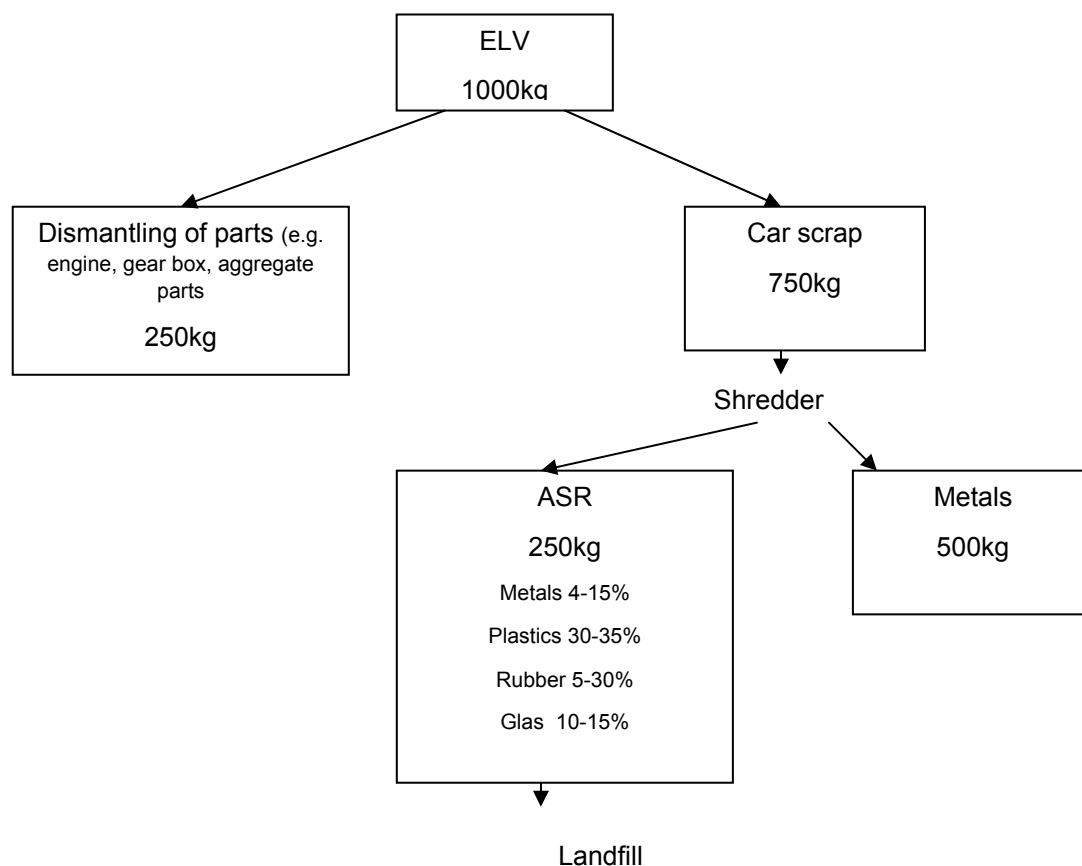 ELV
1000kg
Dismantling of parts (e.g.
engine, gear box, aggregate
parts
250kg
Car scrap
750kg
Shredder
ASR
250kg
Metals 4-15%
Plastics 30-35%
Rubber 5-30%
Glas 10-15%
Metals
500kg
Landfill